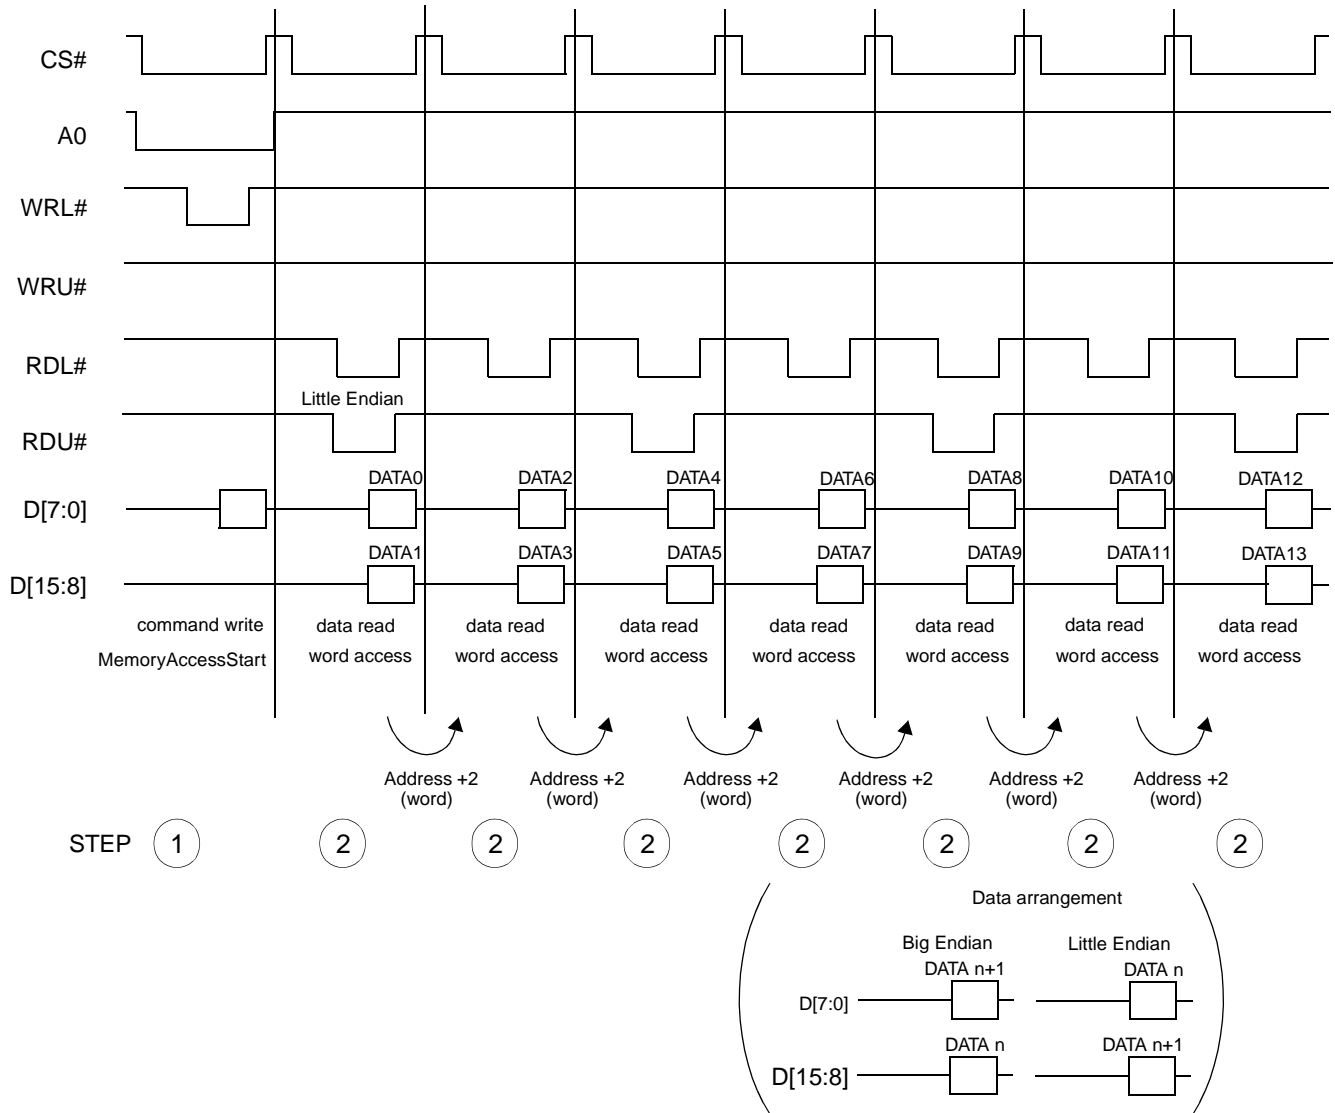 CS#
A0
WRL#
WRU#
RDL#
Little Endian
RDU#
DATA0 DATA2 DATA4 DATA6 DATA8 DATA10 DATA12
D[7:0]
DATA1 DATA3 DATA5 DATA7 DATA9 DATA11 DATA13
D[15:8]
command write data read data read data read data read data read data read data read
MemoryAccessStart word access word access word access word access word access word access word access
Address +2 Address +2 Address +2 Address +2 Address +2 Address +2
(word) (word) (word) (word) (word) (word)
STEP 1 2 2 2 2 2 2 2
Data arrangement
Big Endian Little Endian
DATA n+1 DATA n
D[7:0]
DATA n DATA n+1
D[15:8]